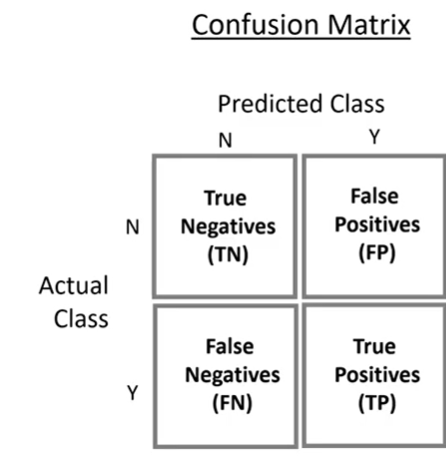 Confusion Matrix
Predicted Class
N
Y
N
True
Negatives
(TN)
False
Positives
(FP)
Actual
Class
Y
False
Negatives
(FN)
True
Positives
(TP)